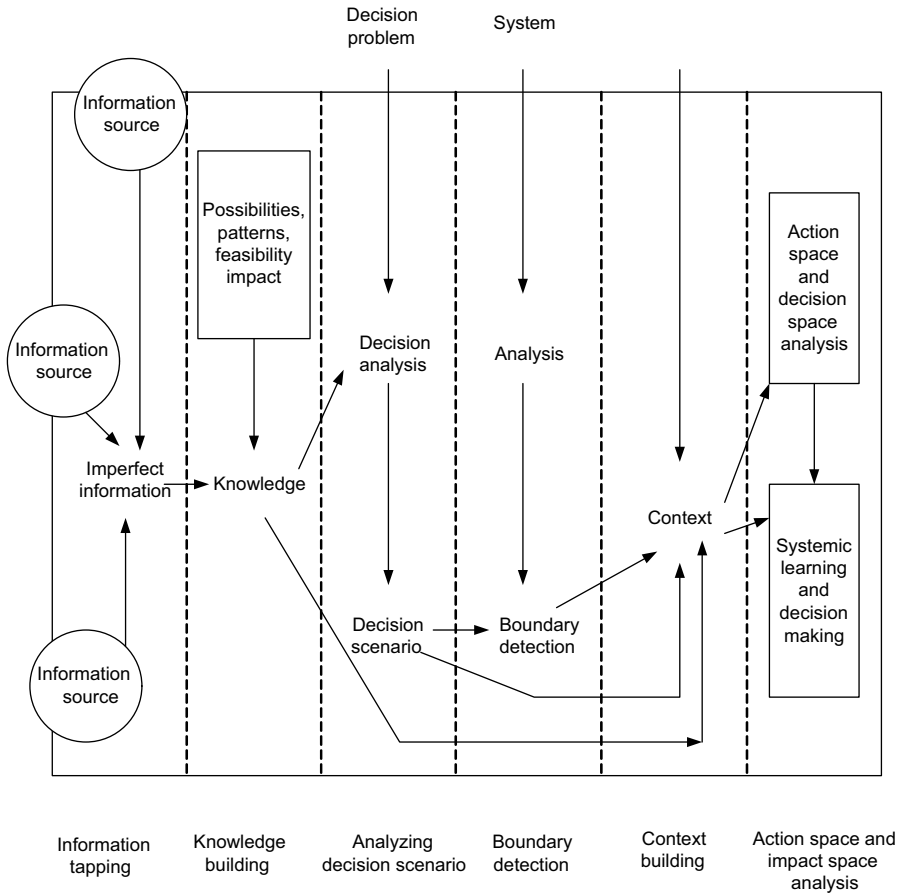 Decision
problem
System
Information
source
Possibilities,
patterns,
feasibility
impact
Action
space
and
decision
space
analysis
Information
source
Decision
analysis
Analysis
Imperfect
information
Knowledge
Context
Systemic
learning
and
decision
making
Decision
scenario
Boundary
detection
Information
source
Information
tapping
Knowledge
building
Analyzing
decision scenario
Boundary
detection
Context
building
Action space and
impact space
analysis